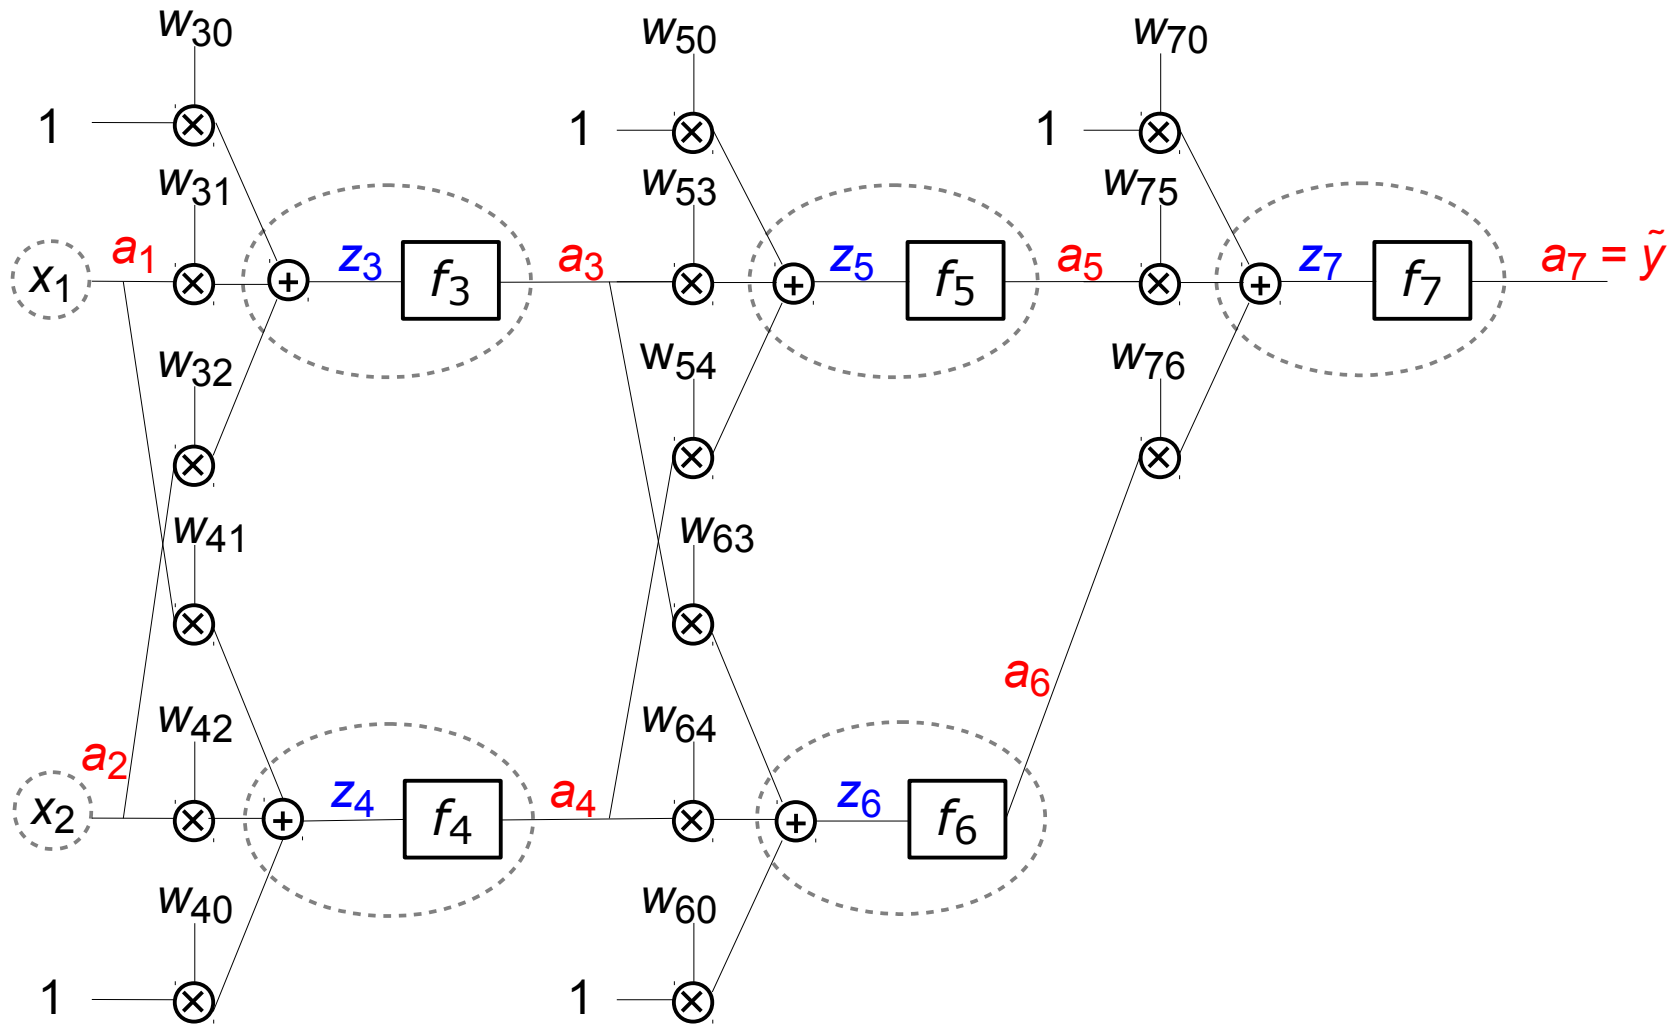 w30 w50 w70
1 1 1
w31 w53 w75
x1 a1 z3 f3 a3 z5 f5 a5 z7 f7 a7 = ỹ
w32 w54 w76
w41 w63
a6
w42 w64
x2 a2 z4 f4 a4 z6 f6
w40 w60
1 1